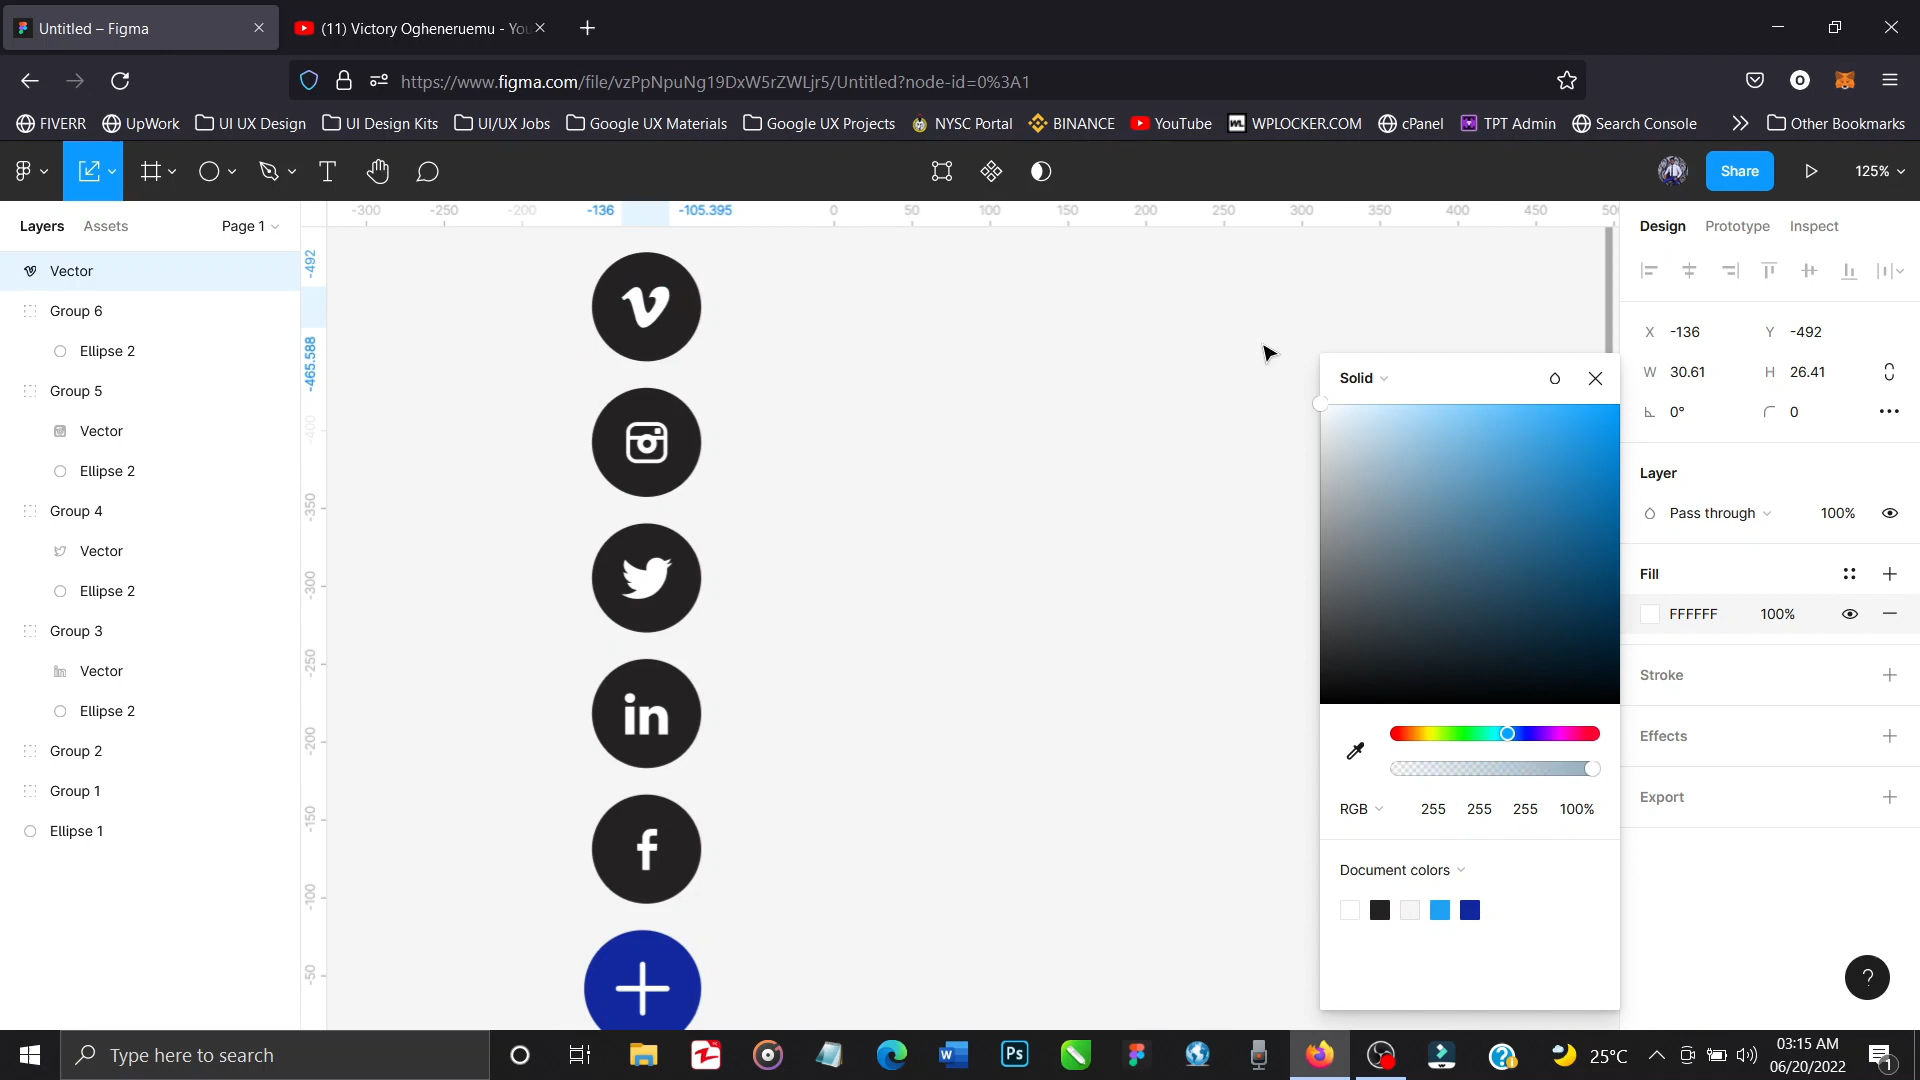 Untitled – Figma
(11) Victory Ogheneruemu - You
https://www.figma.com/file/vzPpNpuNg19DxW5rZWLjr5/Untitled?node-id=0%3A1
FIVERR
UpWork
UI UX Design
UI Design Kits
UI/UX Jobs
Google UX Materials
Google UX Projects
NYSC Portal
BINANCE
YouTube
WPLOCKER.COM
cPanel
TPT Admin
Search Console
Other Bookmarks
Share
125%
Layers
Assets
Page 1
-300 -250 -200 -136 -105.395 0 50 100 150 200 250 300 350 400 450
Design
Prototype
Inspect
Vector
Group 6
Ellipse 2
Group 5
Vector
Ellipse 2
Group 4
Vector
Ellipse 2
Group 3
Vector
Ellipse 2
Group 2
Group 1
Ellipse 1
-492
-465.588
-400
-350
-300
-250
-200
-150
-100
-50
in
f
Solid
RGB 255 255 255 100%
Document colors
X -136 Y -492
W 30.61 H 26.41
0° 0
Layer
Pass through 100%
Fill
FFFFFF 100%
Stroke
Effects
Export
?
Type here to search
Ps
25°C
03:15 AM
06/20/2022
1